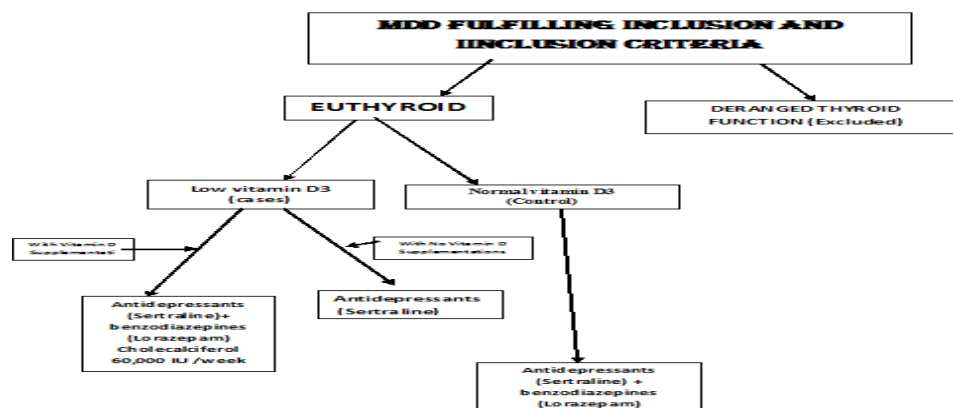 MDD FULFILLING INCLUSION AND
IINCLUSION CRITERIA
EUTHYROID
DERANGED THYROID
FUNCTION (Excluded)
Low vitamin D3
(cases)
Normal vitamin D3
(Control)
With Vitamin D
Supplementati
With No Vitamin D
Supplementations
Antidepressants
(Sertraline)+
benzodiazepines
(Lorazepam)
Cholecalciferol
60,000 IU /week
Antidepressants
(Sertraline)
Antidepressants
(Sertraline) +
benzodiazepines
(Lorazepam)